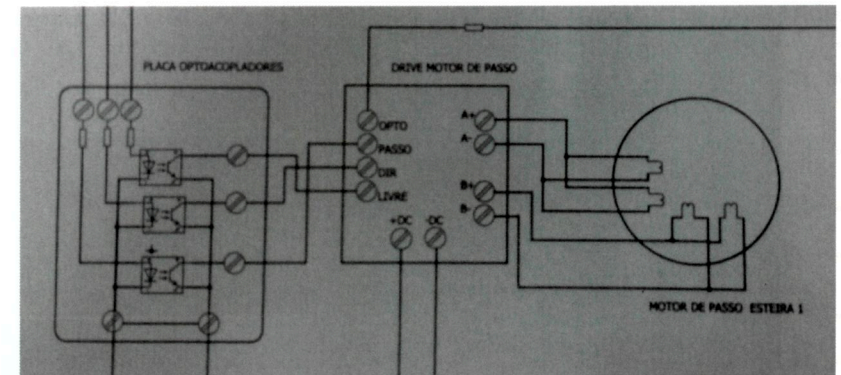 PLACA OPTOACOPLADORES
DRIVE MOTOR DE PASSO
OPTO
PASSO
DIR
LIVRE
A+
A-
B+
B-
+DC
-DC
MOTOR DE PASSO ESTEIRA 1